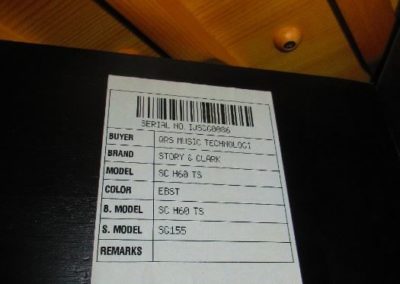 SERIAL NO. IJSGG0086
BUYER QRS MUSIC TECHNOLOGI
BRAND STORY & CLARK
MODEL SC H60 TS
COLOR EBST
B. MODEL SC H60 TS
S. MODEL SG155
REMARKS